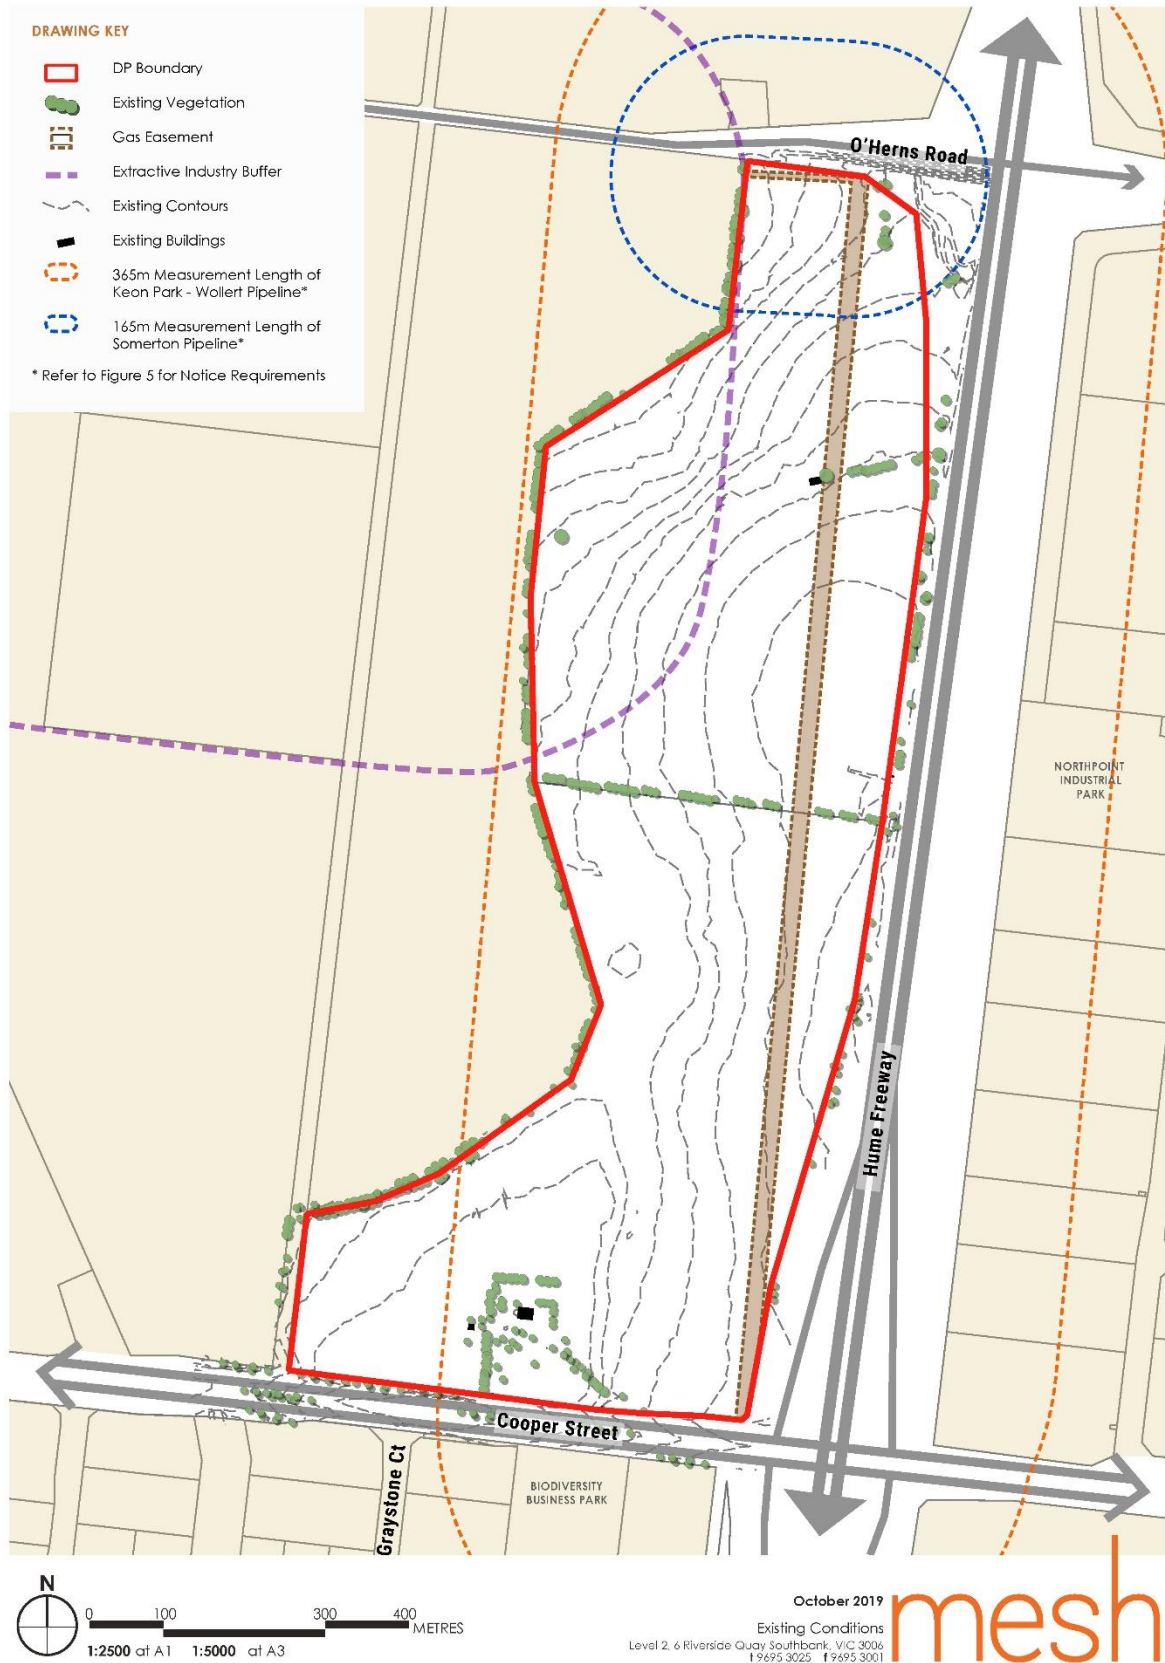 DRAWING KEY
DP Boundary
Existing Vegetation
Gas Easement
Extractive Industry Buffer
Existing Contours
Existing Buildings
365m Measurement Length of
Keon Park - Wollert Pipeline*
165m Measurement Length of
Somerton Pipeline*
* Refer to Figure 5 for Notice Requirements
O'Herns Road
NORTHPOINT
INDUSTRIAL
PARK
Hume Freeway
Cooper Street
Graystone Ct
BIODIVERSITY
BUSINESS PARK
N
0 100 300 400
METRES
1:2500 at A1 1:5000 at A3
October 2019
Existing Conditions
Level 2, 6 Riverside Quay Southbank, VIC 3006
t 9695 3025 f 9695 3001
mesh